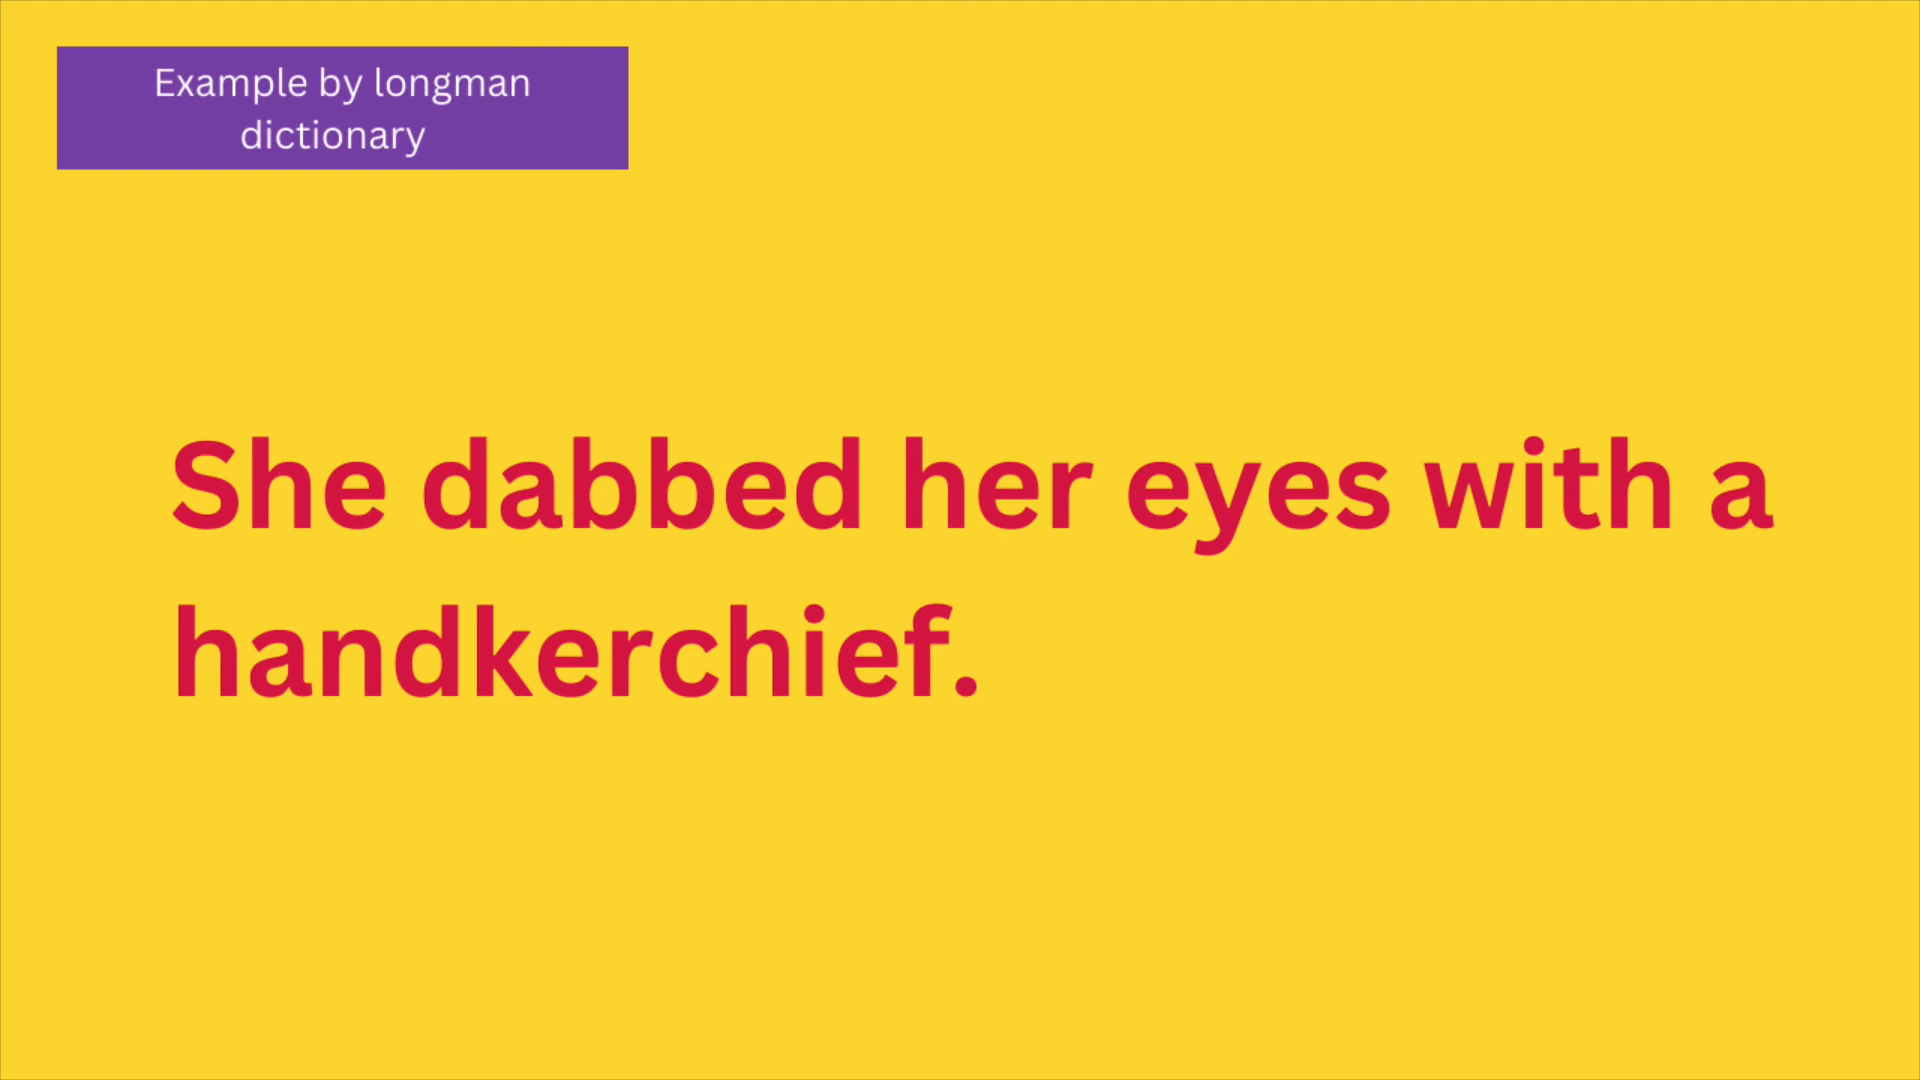 Example by longman
dictionary
She dabbed her eyes with a
handkerchief.